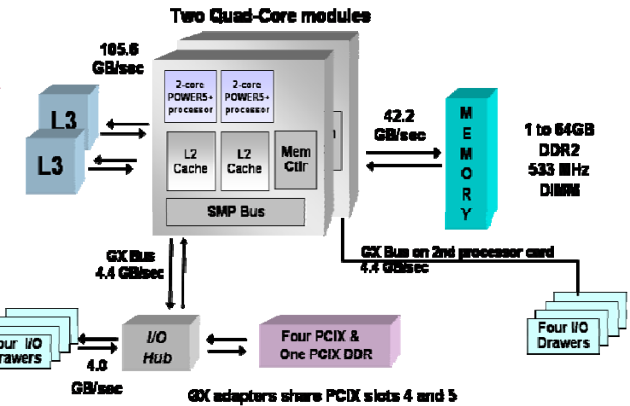 Two Quad-Core modules
105.6
GB/sec
2-core
POWER5+
processor
2-core
POWER5+
processor
L3
L3
L2
Cache
L2
Cache
Mem
Ctlr
SMP Bus
42.2
GB/sec
M
E
M
O
R
Y
1 to 64GB
DDR2
533 MHz
DIMM
GX Bus
4.4 GB/sec
GX Bus on 2nd processor card
4.4 GB/sec
Four I/O
Drawers
our I/O
rawers
4.0
GB/sec
I/O
Hub
Four PCIX &
One PCIX DDR
GX adapters share PCIX slots 4 and 5